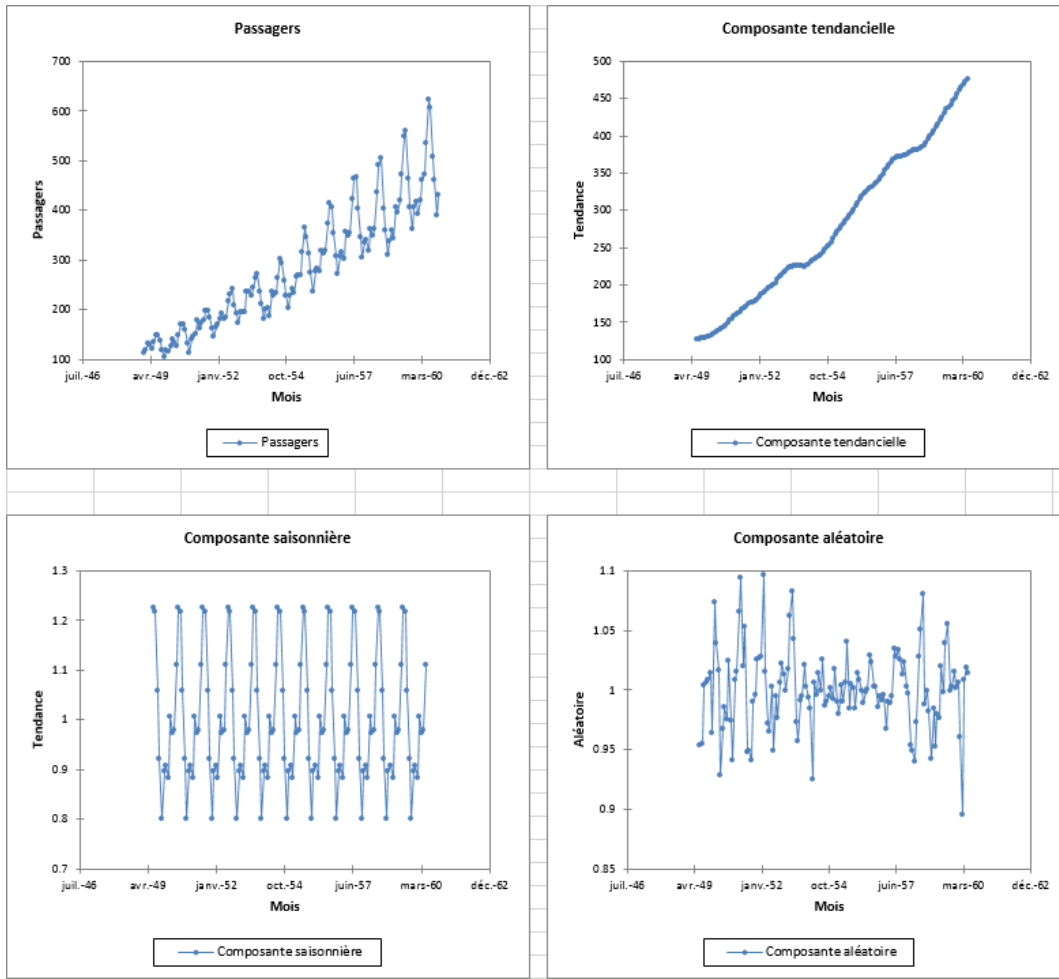 Passagers
700
600
500
400
300
200
100
Passagers
juil.-46
avr.-49
janv.-52
oct.-54
juin-57
mars-60
déc.-62
Mois
Passagers
Composante tendancielle
500
450
400
350
300
250
200
150
100
Tendance
juil.-46
avr.-49
janv.-52
oct.-54
juin-57
mars-60
déc.-62
Mois
Composante tendancielle
Composante saisonnière
1.3
1.2
1.1
1
0.9
0.8
0.7
Tendance
juil.-46
avr.-49
janv.-52
oct.-54
juin-57
mars-60
déc.-62
Mois
Composante saisonnière
Composante aléatoire
1.1
1.05
1
0.95
0.9
0.85
Aléatoire
juil.-46
avr.-49
janv.-52
oct.-54
juin-57
mars-60
déc.-62
Mois
Composante aléatoire